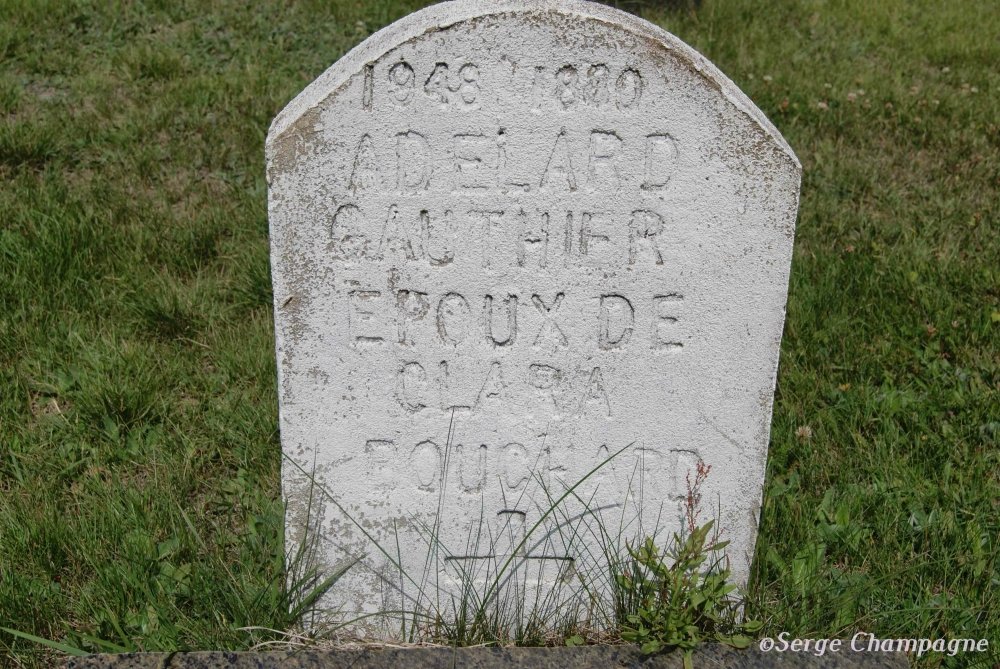 1948 1880
ADELARD
GAUTHIER
EPOUX DE
CLARA
BOUCHARD
©Serge Champagne